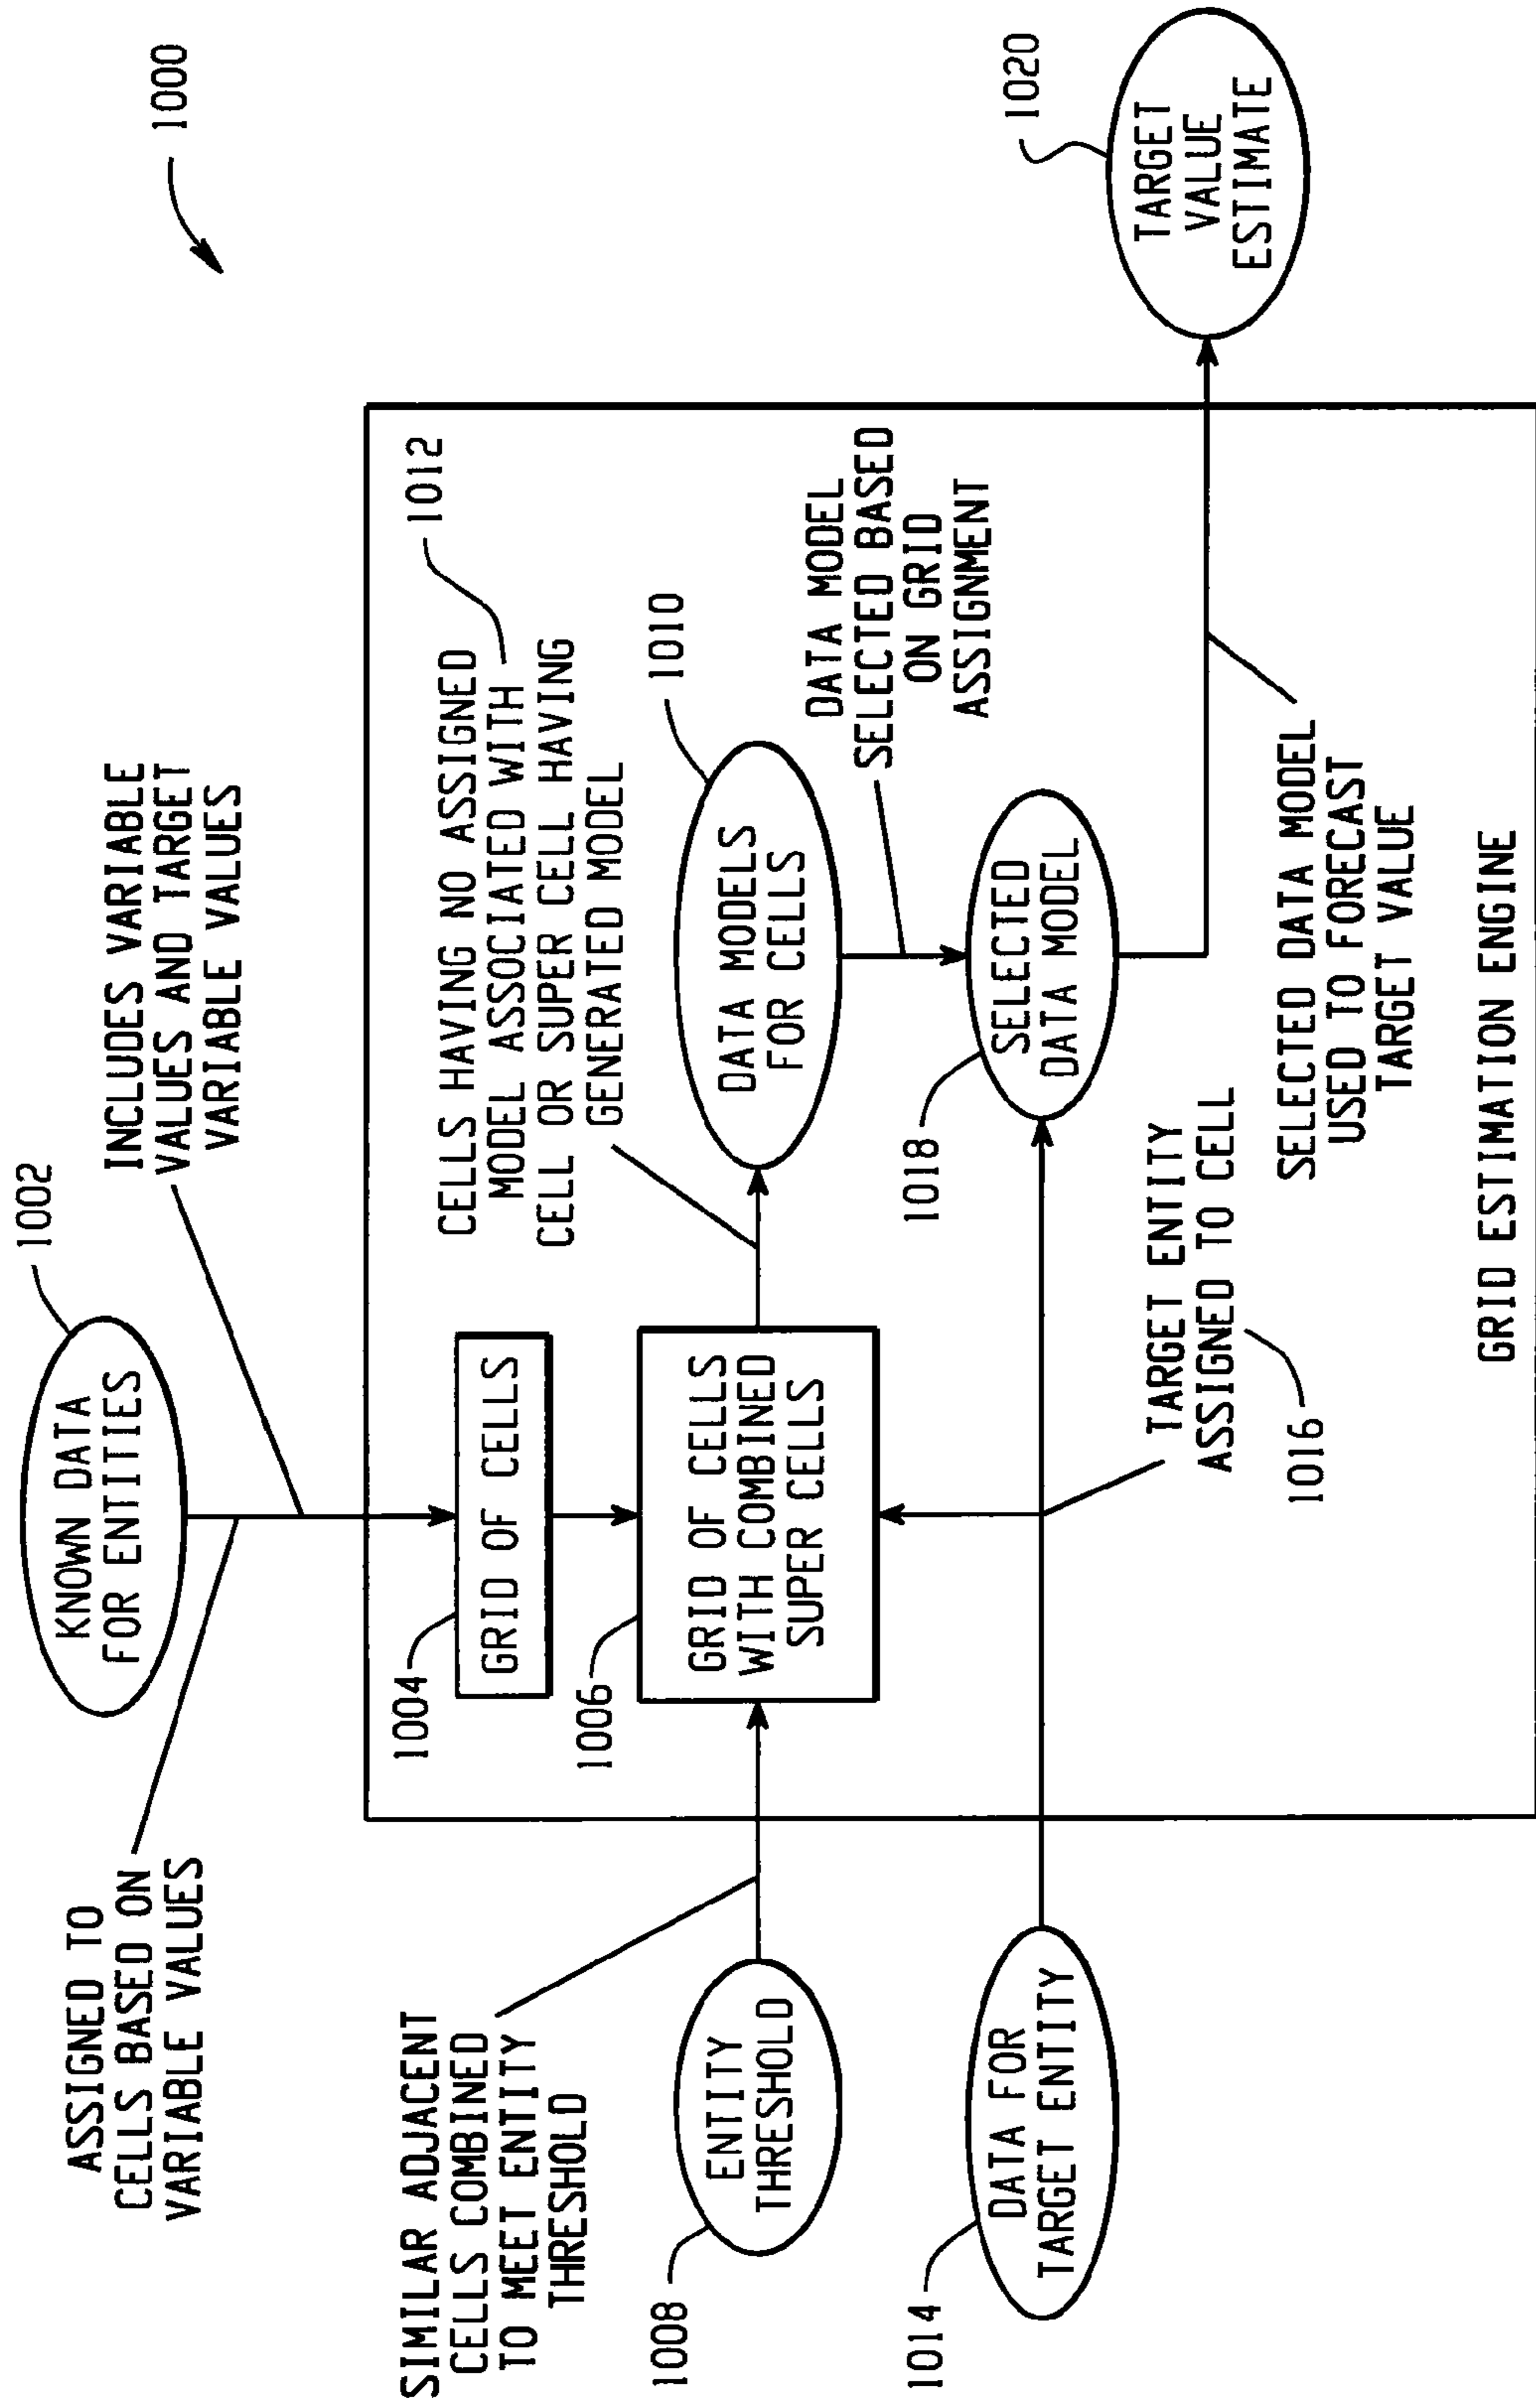 1000
1002
KNOWN DATA
FOR ENTITIES
INCLUDES VARIABLE
VALUES AND TARGET
VARIABLE VALUES
ASSIGNED TO
CELLS BASED ON
VARIABLE VALUES
1004
GRID OF CELLS
1012
CELLS HAVING NO ASSIGNED
MODEL ASSOCIATED WITH
CELL OR SUPER CELL HAVING
GENERATED MODEL
SIMILAR ADJACENT
CELLS COMBINED
TO MEET ENTITY
THRESHOLD
1006
GRID OF CELLS
WITH COMBINED
SUPER CELLS
1010
DATA MODELS
FOR CELLS
1008
ENTITY
THRESHOLD
DATA MODEL
SELECTED BASED
ON GRID
ASSIGNMENT
1014
DATA FOR
TARGET ENTITY
1018
SELECTED
DATA MODEL
1020
TARGET
VALUE
ESTIMATE
TARGET ENTITY
ASSIGNED TO CELL
1016
SELECTED DATA MODEL
USED TO FORECAST
TARGET VALUE
GRID ESTIMATION ENGINE